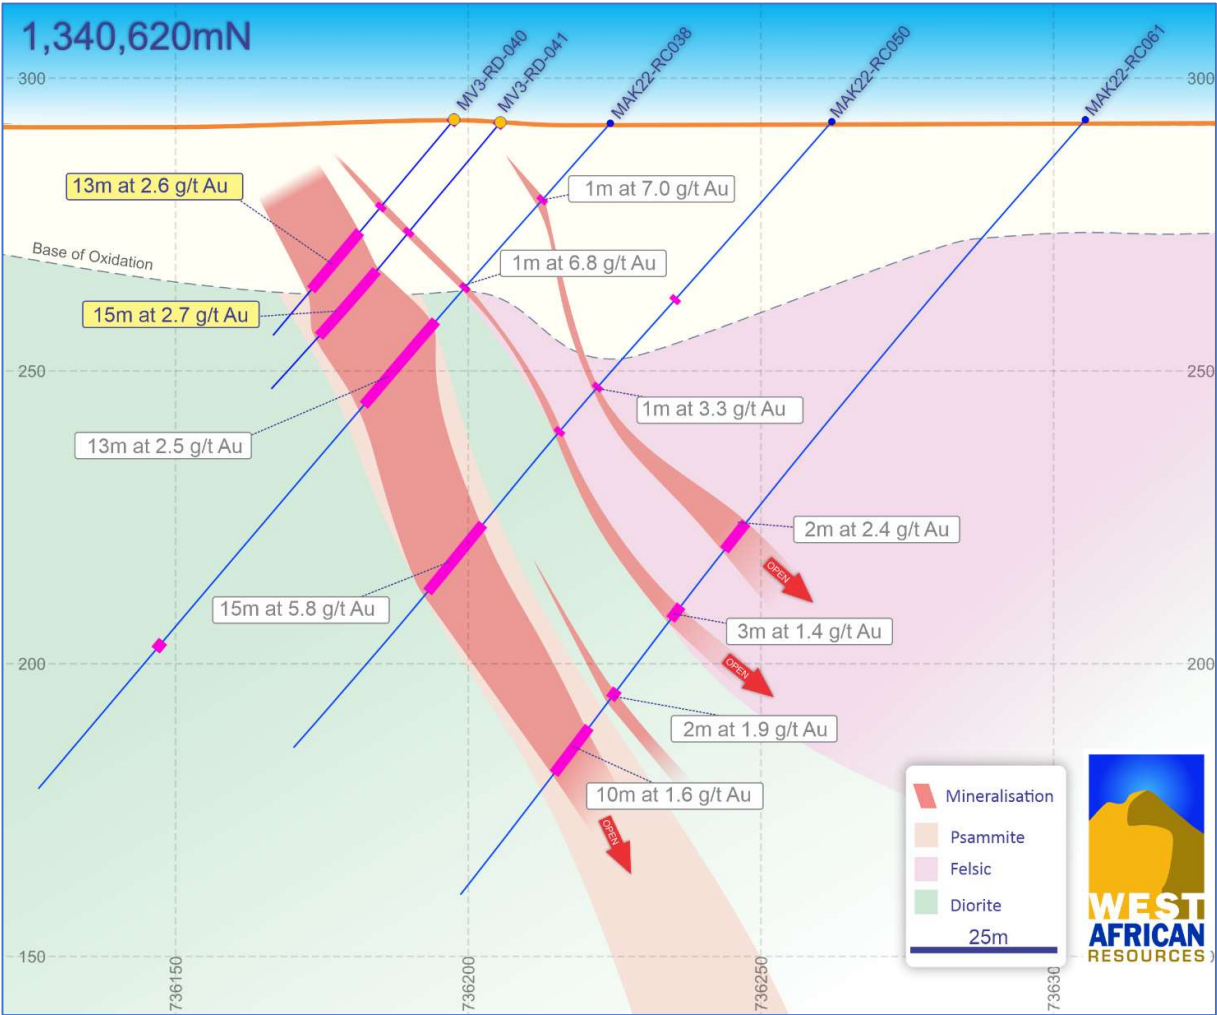 1,340,620mN
MV3-RD-040
MV3-RD-041
MAK22-RC038
MAK22-RC050
MAK22-RC061
300
300
13m at 2.6 g/t Au
1m at 7.0 g/t Au
Base of Oxidation
1m at 6.8 g/t Au
15m at 2.7 g/t Au
250
250
1m at 3.3 g/t Au
13m at 2.5 g/t Au
2m at 2.4 g/t Au
OPEN
15m at 5.8 g/t Au
3m at 1.4 g/t Au
200
200
OPEN
2m at 1.9 g/t Au
10m at 1.6 g/t Au
OPEN
Mineralisation
Psammite
Felsic
Diorite
25m
WEST
AFRICAN
RESOURCES
150
736150
736200
736250
73630